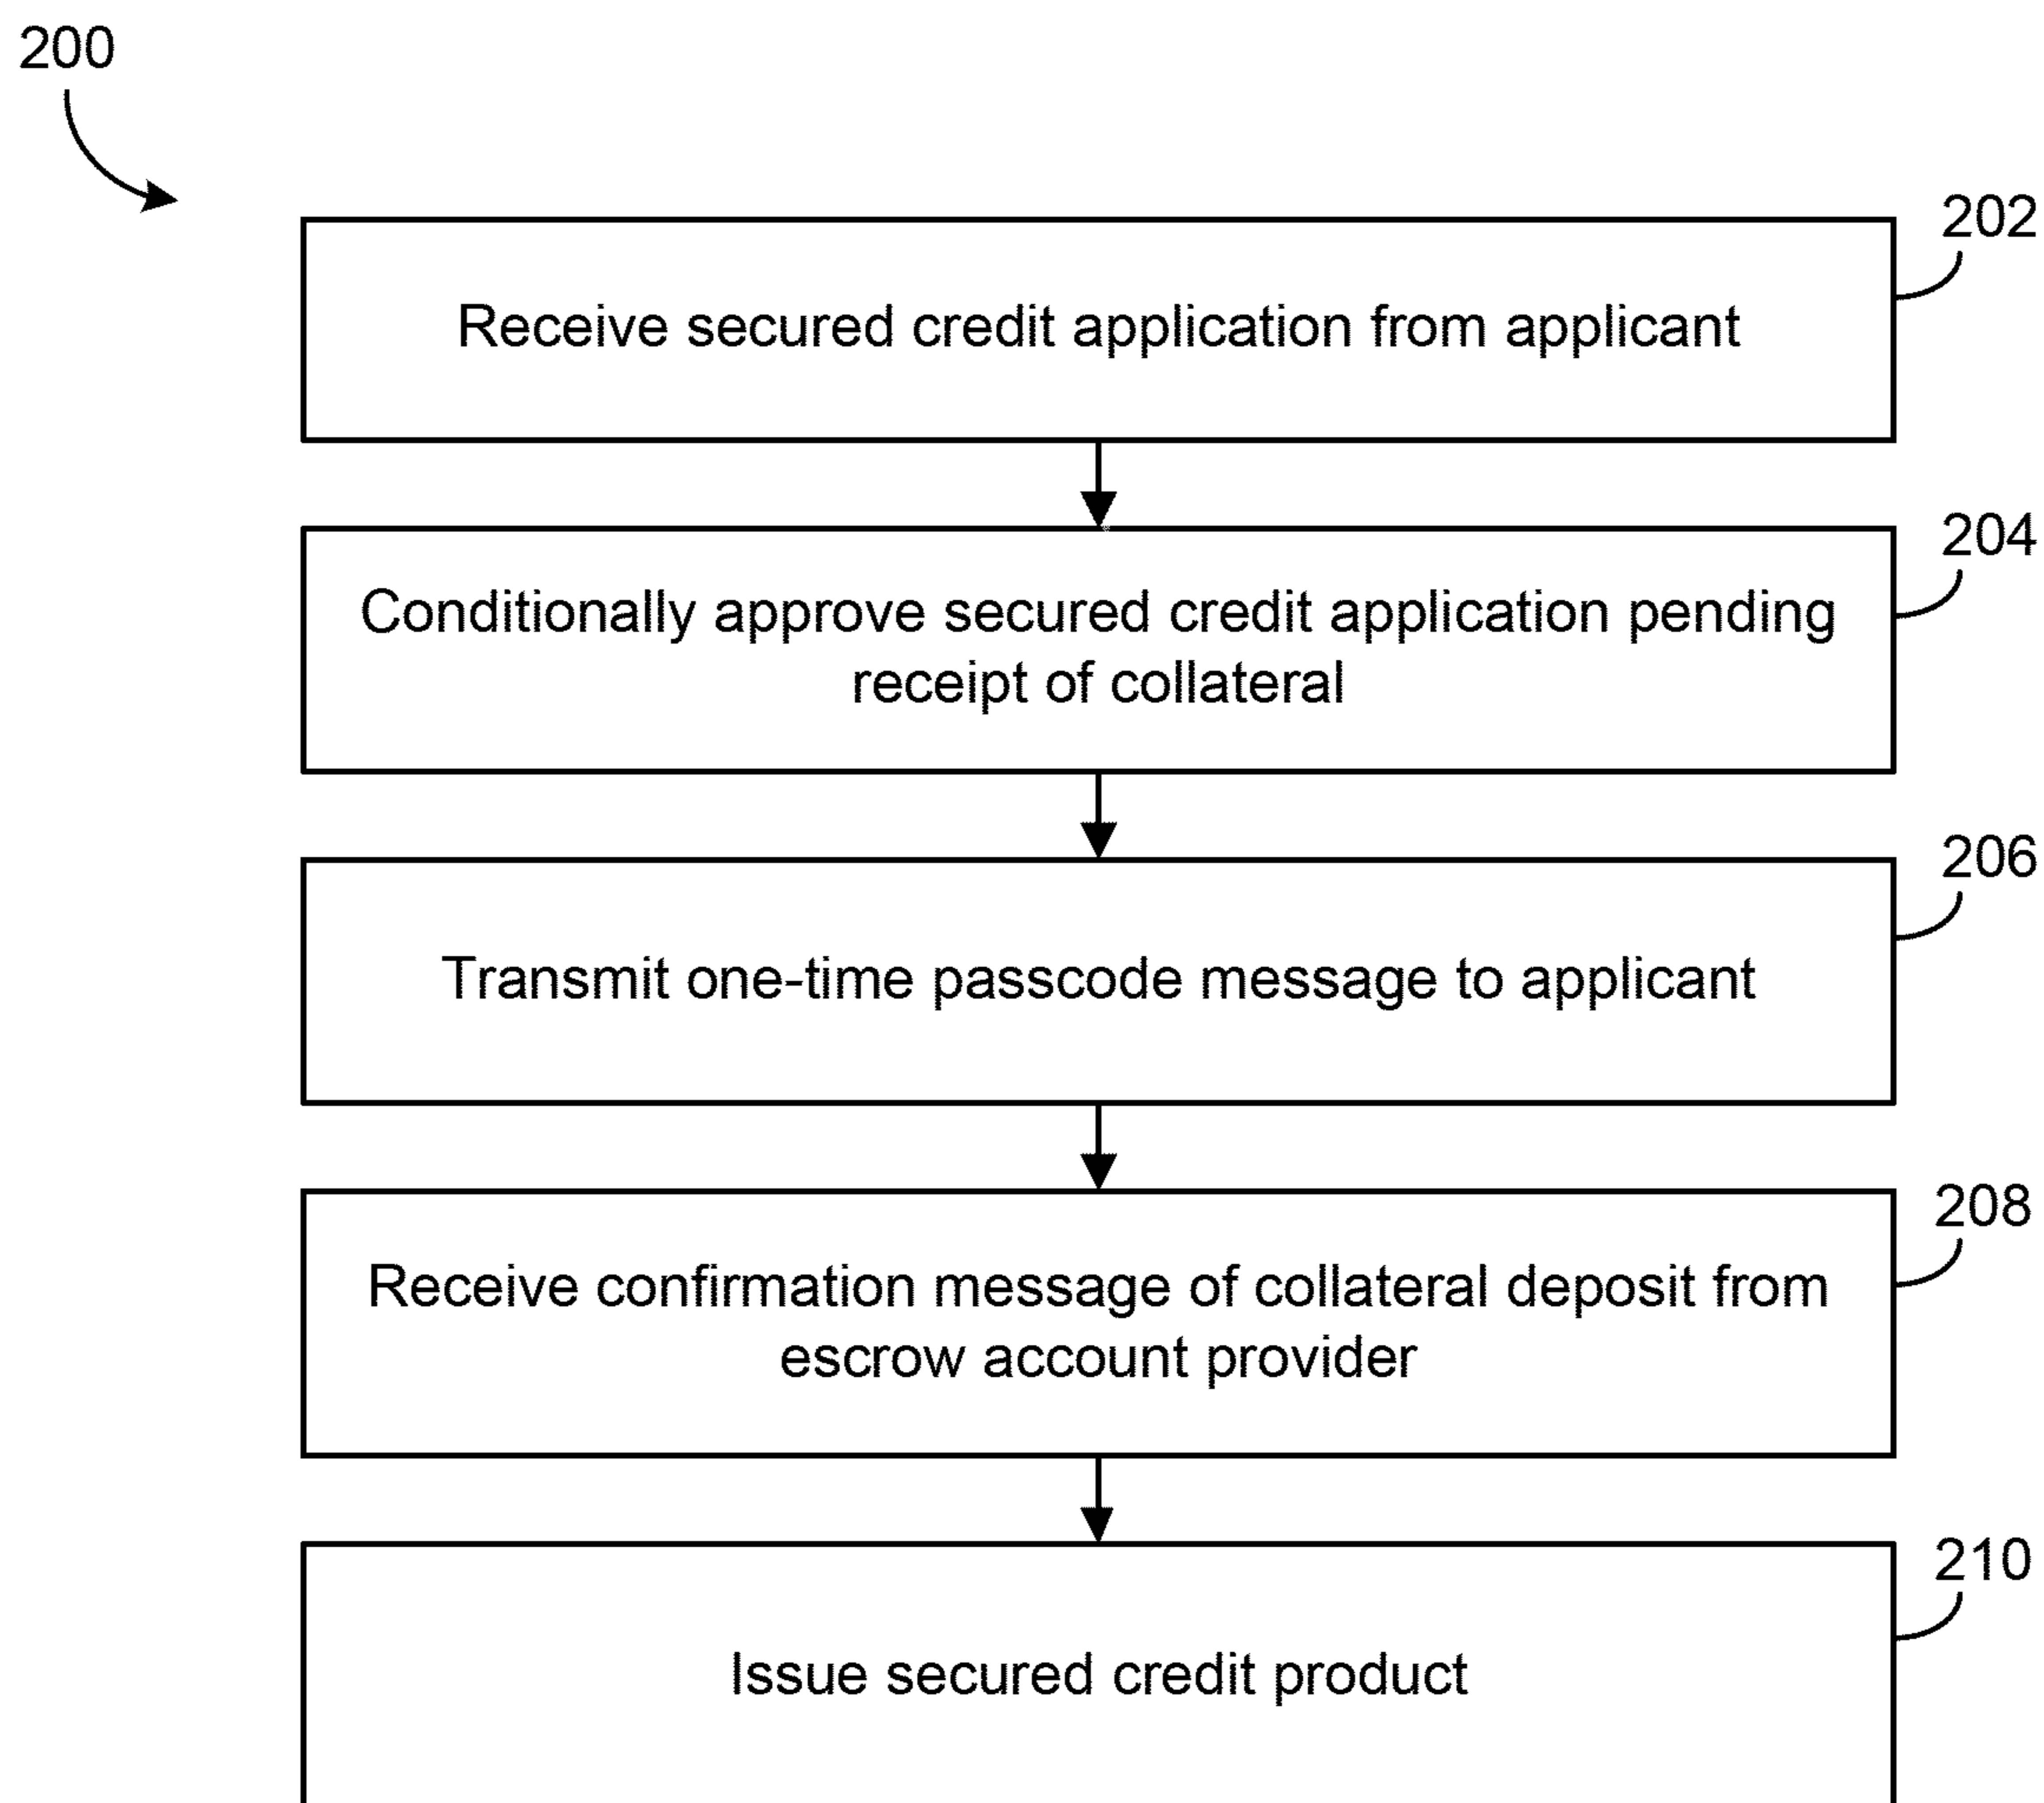 200
202
Receive secured credit application from applicant
204
Conditionally approve secured credit application pending
receipt of collateral
206
Transmit one-time passcode message to applicant
208
Receive confirmation message of collateral deposit from
escrow account provider
210
Issue secured credit product